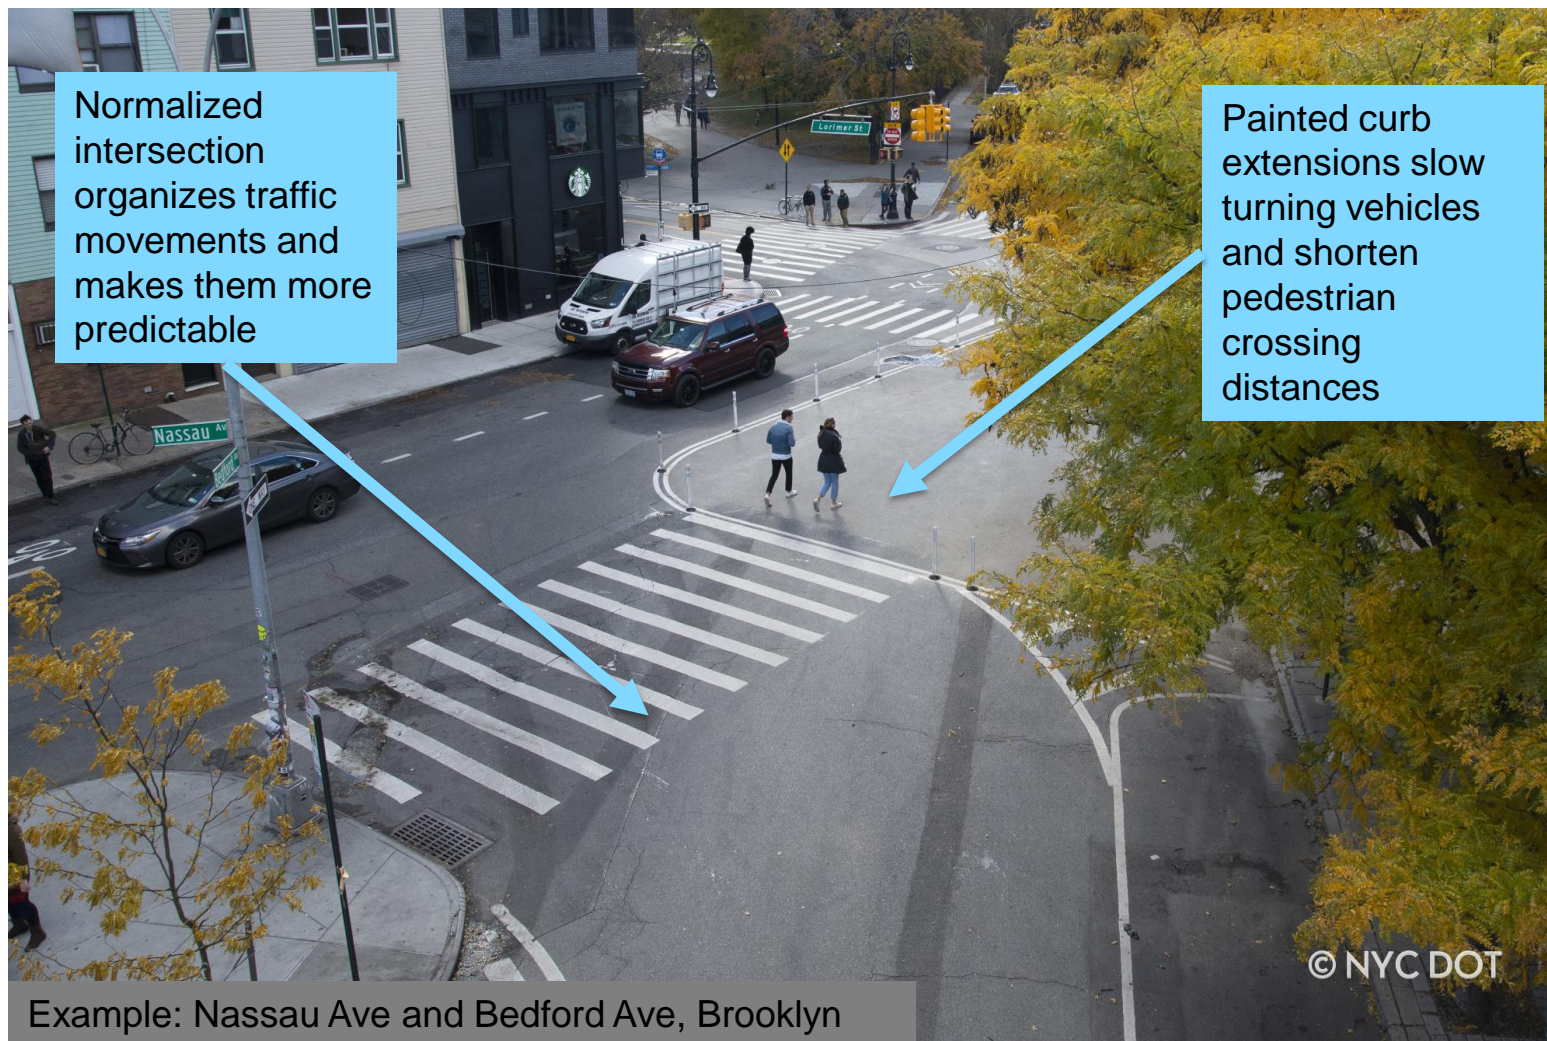 Normalized
intersection
organizes traffic
movements and
makes them more
predictable
Painted curb
extensions slow
turning vehicles
and shorten
pedestrian
crossing
distances
Lorimer St
Nassau Av
© NYC DOT
Example: Nassau Ave and Bedford Ave, Brooklyn